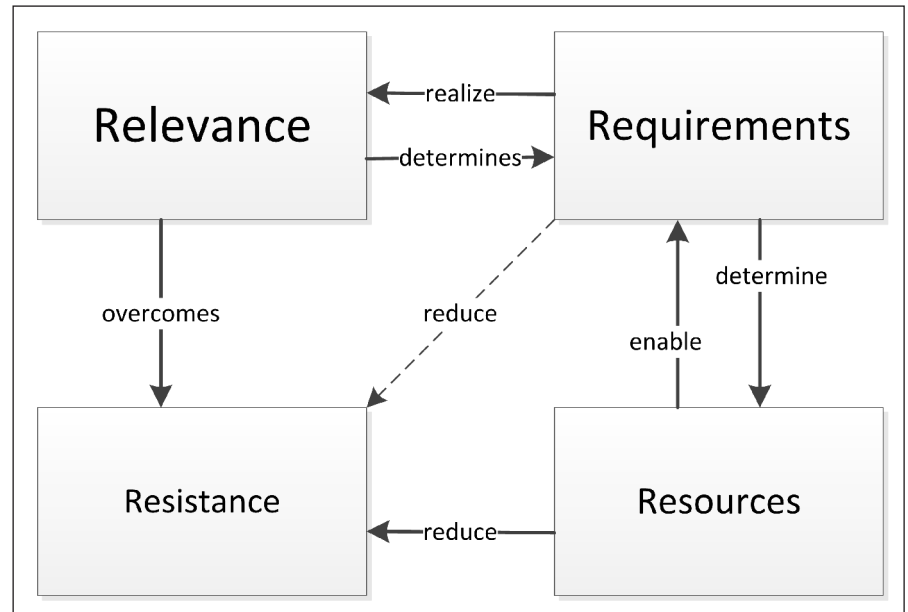 Relevance
realize
Requirements
determines
overcomes
reduce
enable
determine
Resistance
reduce
Resources